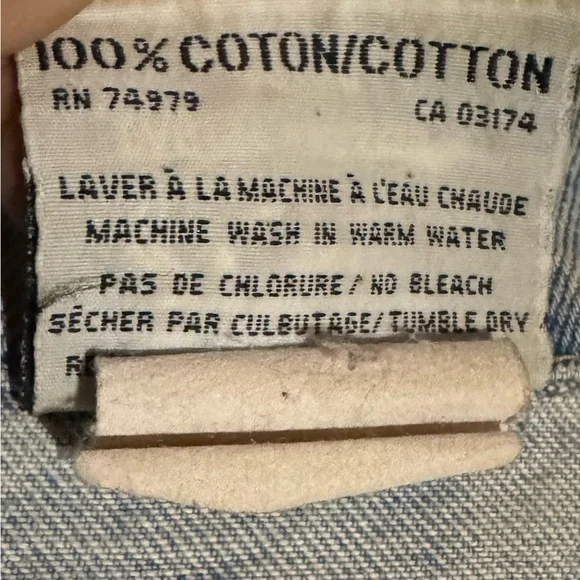 100% COTON/COTTON
RN 74979 CA 03174
LAVER À LA MACHINE À L'EAU CHAUDE
MACHINE WASH IN WARM WATER
PAS DE CHLORURE/NO BLEACH
SÉCHER PAR CULBUTAGE/TUMBLE DRY